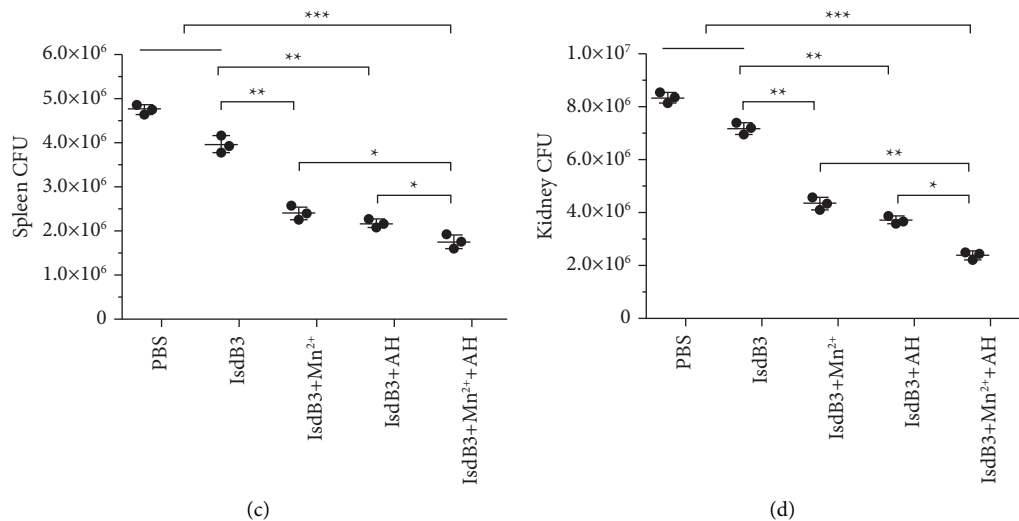 ***
**
**
*
*
6.0×10⁶
5.0×10⁶
4.0×10⁶
3.0×10⁶
2.0×10⁶
1.0×10⁶
0
Spleen CFU
PBS
IsdB3
IsdB3+Mn²⁺
IsdB3+AH
IsdB3+Mn²⁺+AH
(c)
***
**
**
**
*
1.0×10⁷
8.0×10⁶
6.0×10⁶
4.0×10⁶
2.0×10⁶
0
Kidney CFU
PBS
IsdB3
IsdB3+Mn²⁺
IsdB3+AH
IsdB3+Mn²⁺+AH
(d)